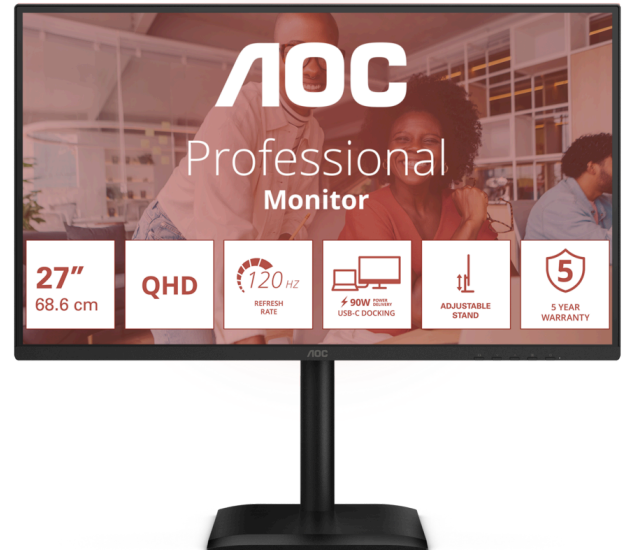 AOC
Professional
Monitor
27”
68.6 cm
QHD
120 HZ
REFRESH
RATE
90W POWER DELIVERY
USB-C DOCKING
ADJUSTABLE
STAND
5
5 YEAR
WARRANTY
AOC